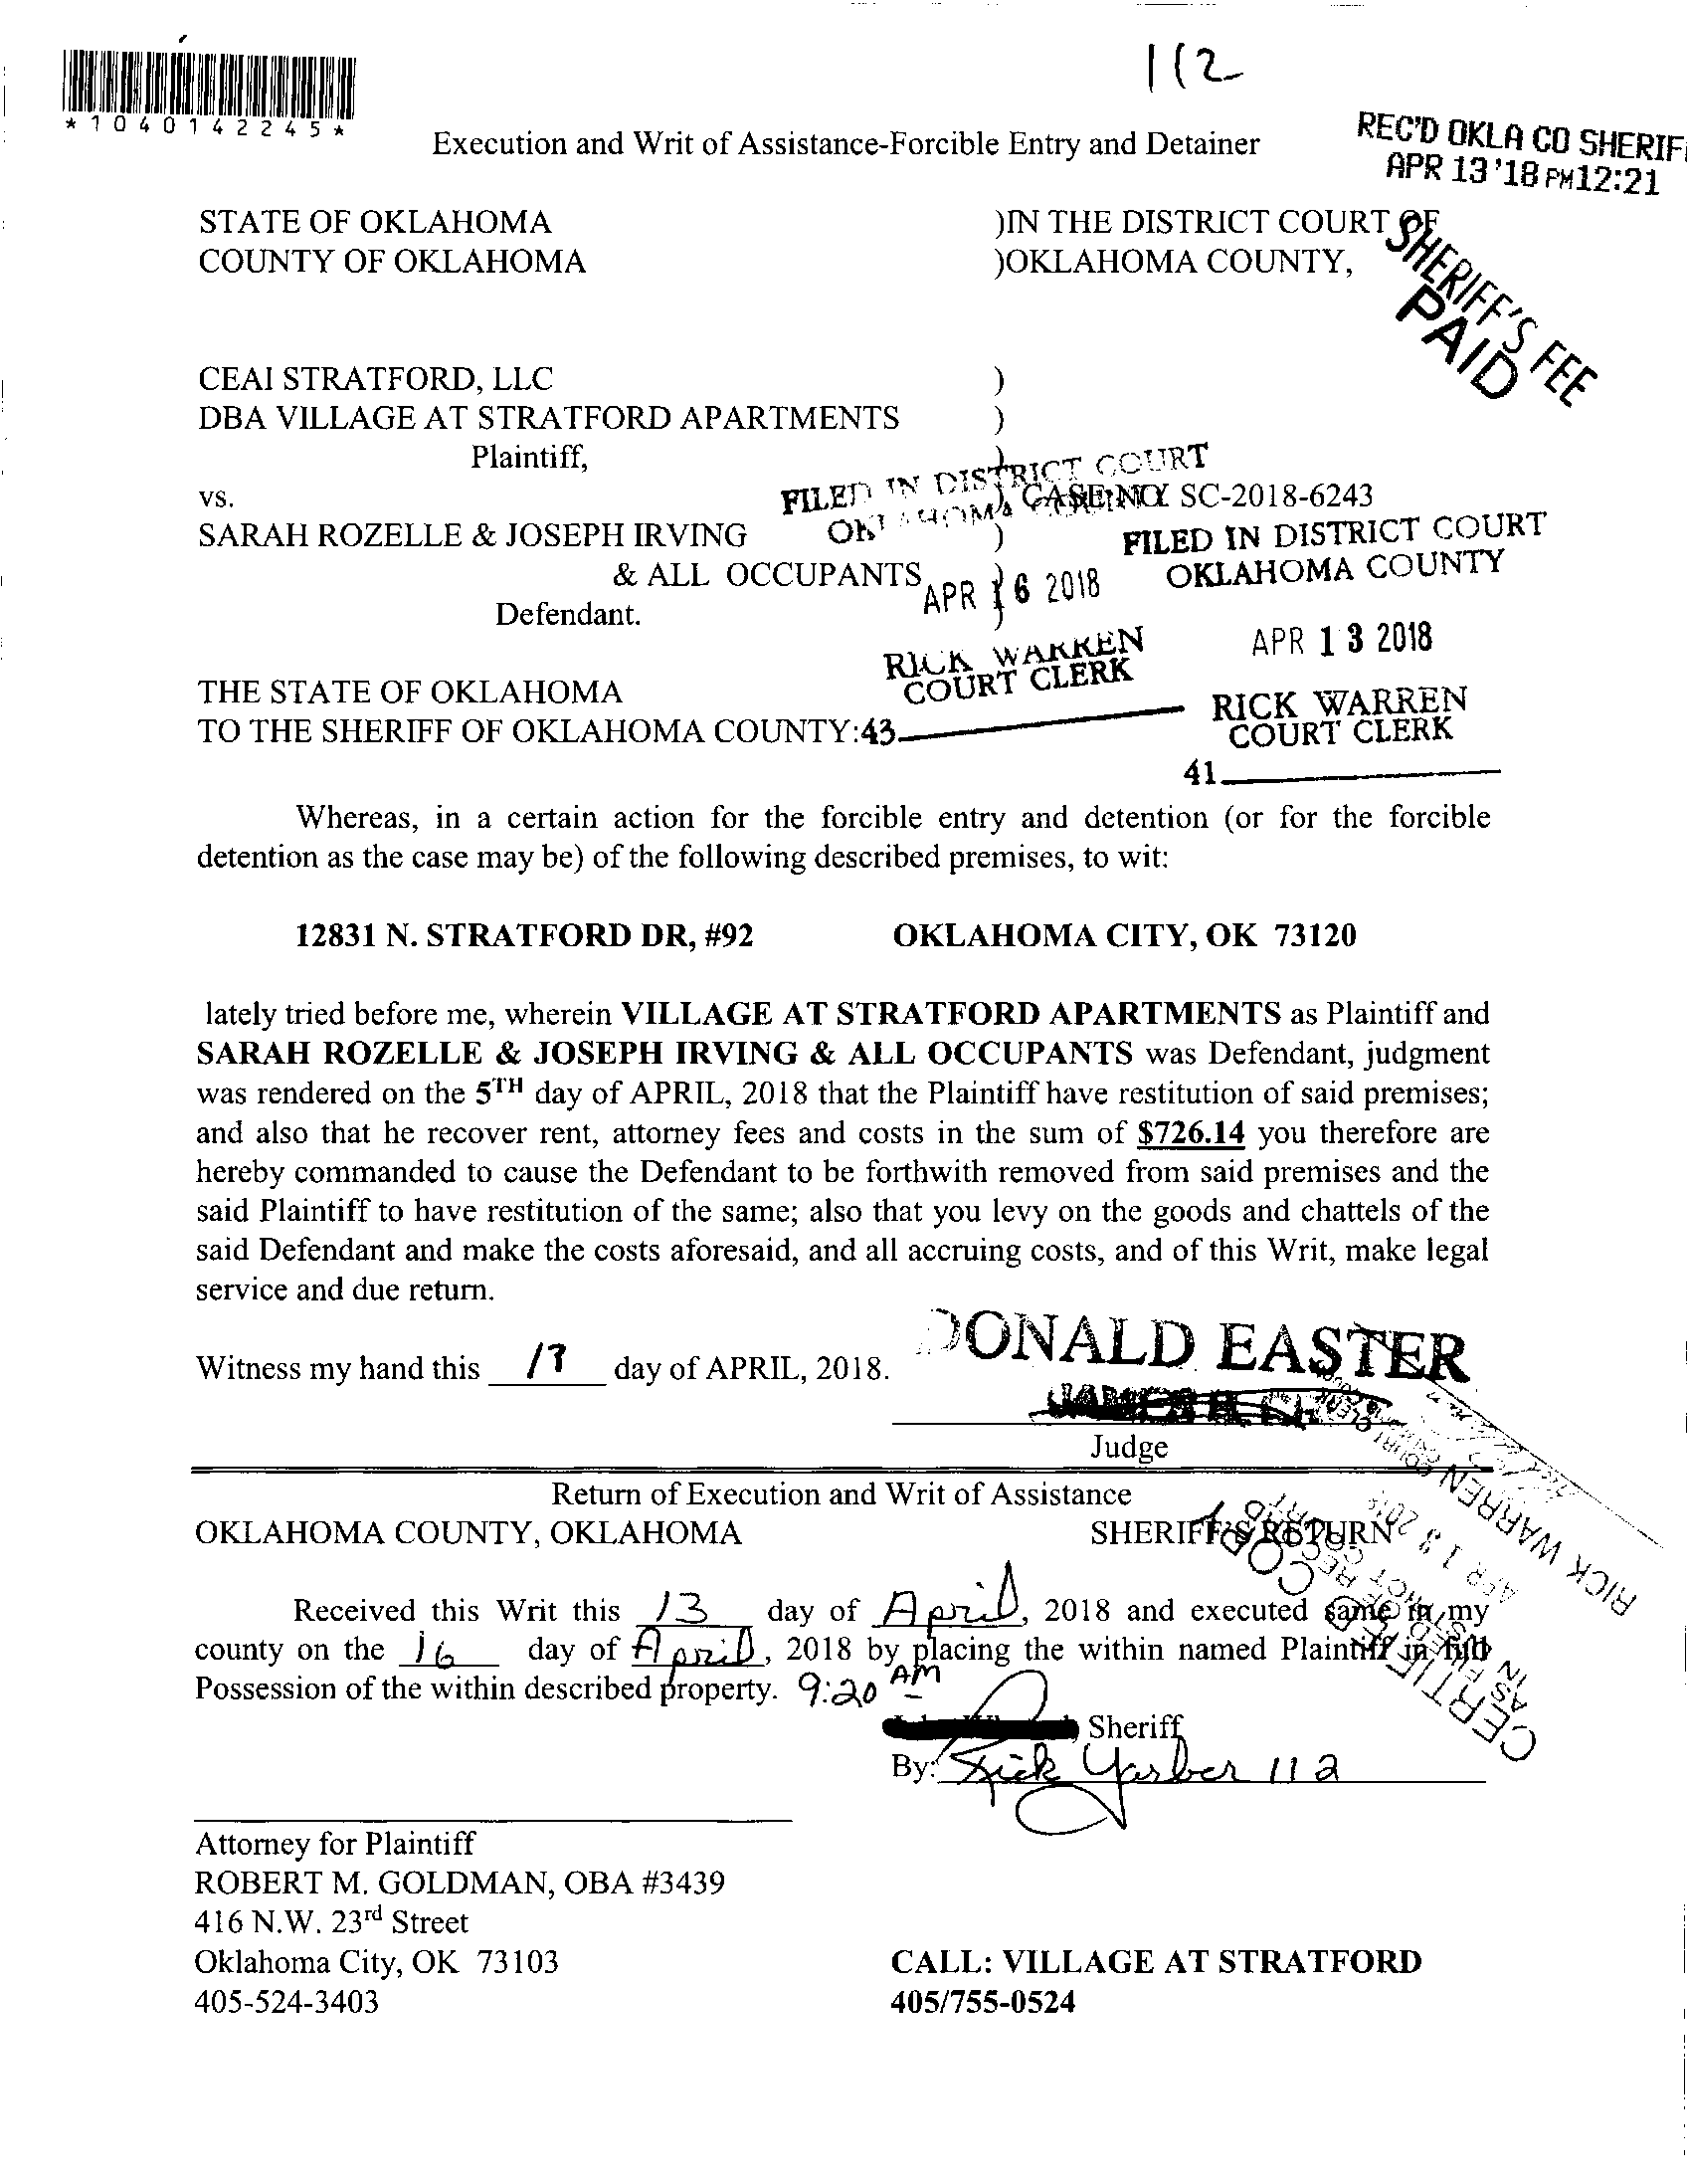 112
*1040142245*
REC'D OKLA CO SHERIF
APR 13 '18 PM12:21
Execution and Writ of Assistance-Forcible Entry and Detainer
STATE OF OKLAHOMA )IN THE DISTRICT COURT OF
COUNTY OF OKLAHOMA )OKLAHOMA COUNTY,
SHERIFF'S FEE
PAID
CEAI STRATFORD, LLC )
DBA VILLAGE AT STRATFORD APARTMENTS )
Plaintiff, )
FILED IN DISTRICT COURT
vs. ) CASE NO. SC-2018-6243
OKLAHOMA COUNTY
SARAH ROZELLE & JOSEPH IRVING )
FILED IN DISTRICT COURT
OKLAHOMA COUNTY
& ALL OCCUPANTS )
APR 16 2018
Defendant. )
APR 13 2018
RICK WARREN
COURT CLERK
THE STATE OF OKLAHOMA
RICK WARREN
COURT CLERK
TO THE SHERIFF OF OKLAHOMA COUNTY:43
41
Whereas, in a certain action for the forcible entry and detention (or for the forcible
detention as the case may be) of the following described premises, to wit:
12831 N. STRATFORD DR, #92 OKLAHOMA CITY, OK 73120
lately tried before me, wherein VILLAGE AT STRATFORD APARTMENTS as Plaintiff and
SARAH ROZELLE & JOSEPH IRVING & ALL OCCUPANTS was Defendant, judgment
was rendered on the 5TH day of APRIL, 2018 that the Plaintiff have restitution of said premises;
and also that he recover rent, attorney fees and costs in the sum of $726.14 you therefore are
hereby commanded to cause the Defendant to be forthwith removed from said premises and the
said Plaintiff to have restitution of the same; also that you levy on the goods and chattels of the
said Defendant and make the costs aforesaid, and all accruing costs, and of this Writ, make legal
service and due return.
DONALD EASTER
Witness my hand this day of APRIL, 2018.
Judge
Return of Execution and Writ of Assistance
OKLAHOMA COUNTY, OKLAHOMA SHERIFF'S RETURN
CERTIFIED COPY
RICK WARREN
APR 13 2018
Received this Writ this 13 day of April, 2018 and executed same in my
county on the 16 day of April, 2018 by placing the within named Plaintiff in full
Possession of the within described property. 9:20 AM
Sheriff
By: Rick Yarber 112
Attorney for Plaintiff
ROBERT M. GOLDMAN, OBA #3439
416 N.W. 23rd Street
Oklahoma City, OK 73103 CALL: VILLAGE AT STRATFORD
405-524-3403 405/755-0524